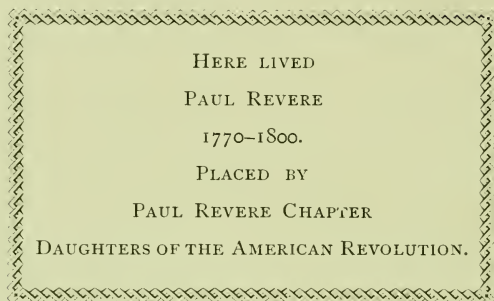 HERE LIVED
PAUL REVERE
1770–1800.
PLACED BY
PAUL REVERE CHAPTER
DAUGHTERS OF THE AMERICAN REVOLUTION.